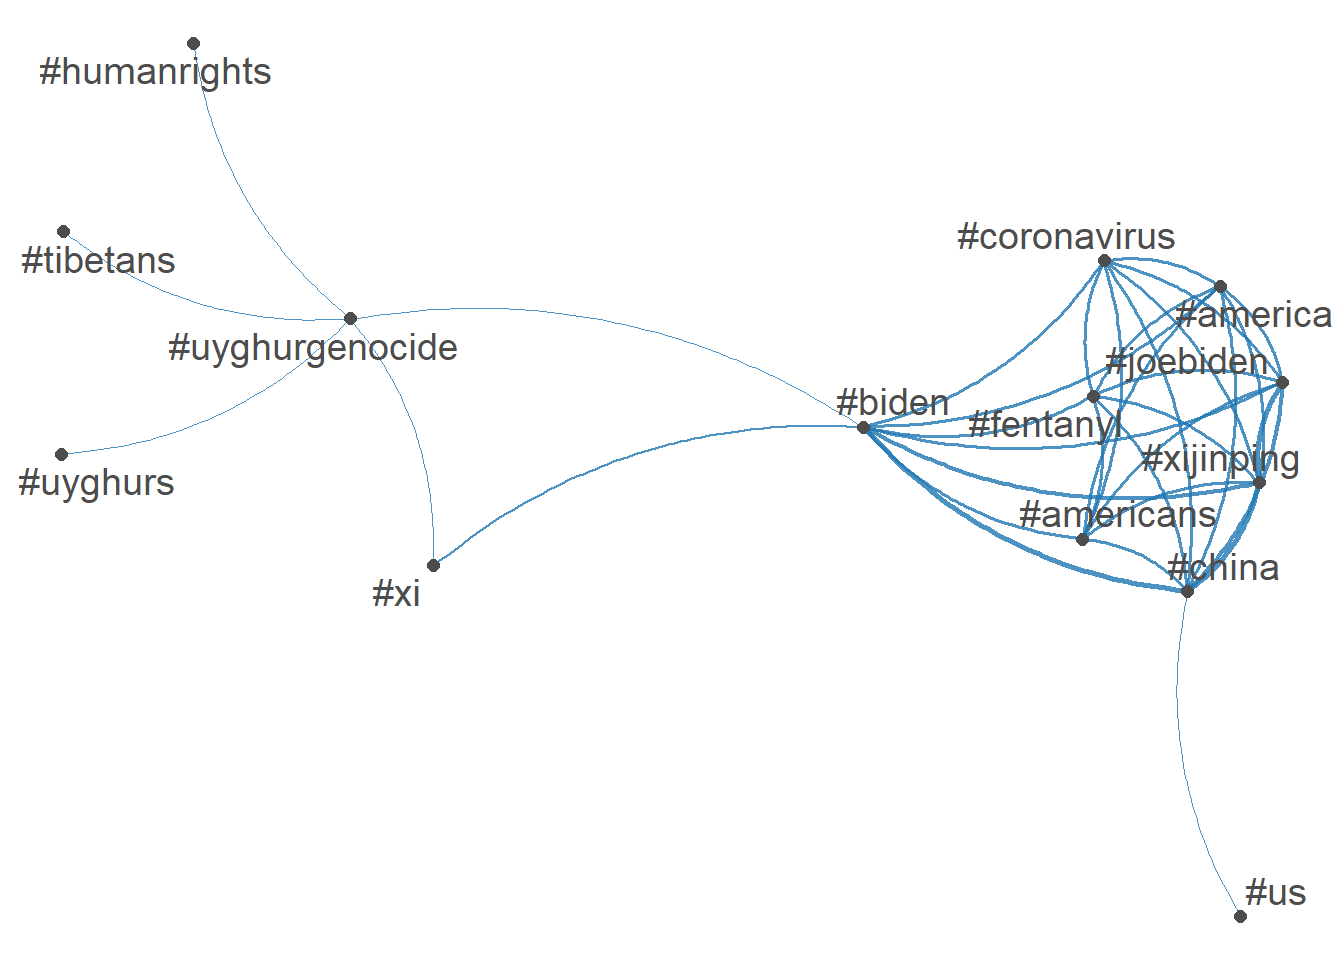 #humanrights
#tibetans
#uyghurgenocide
#uyghurs
#xi
#biden
#coronavirus
#america
#joebiden
#fentanyl
#xijinping
#americans
#china
#us